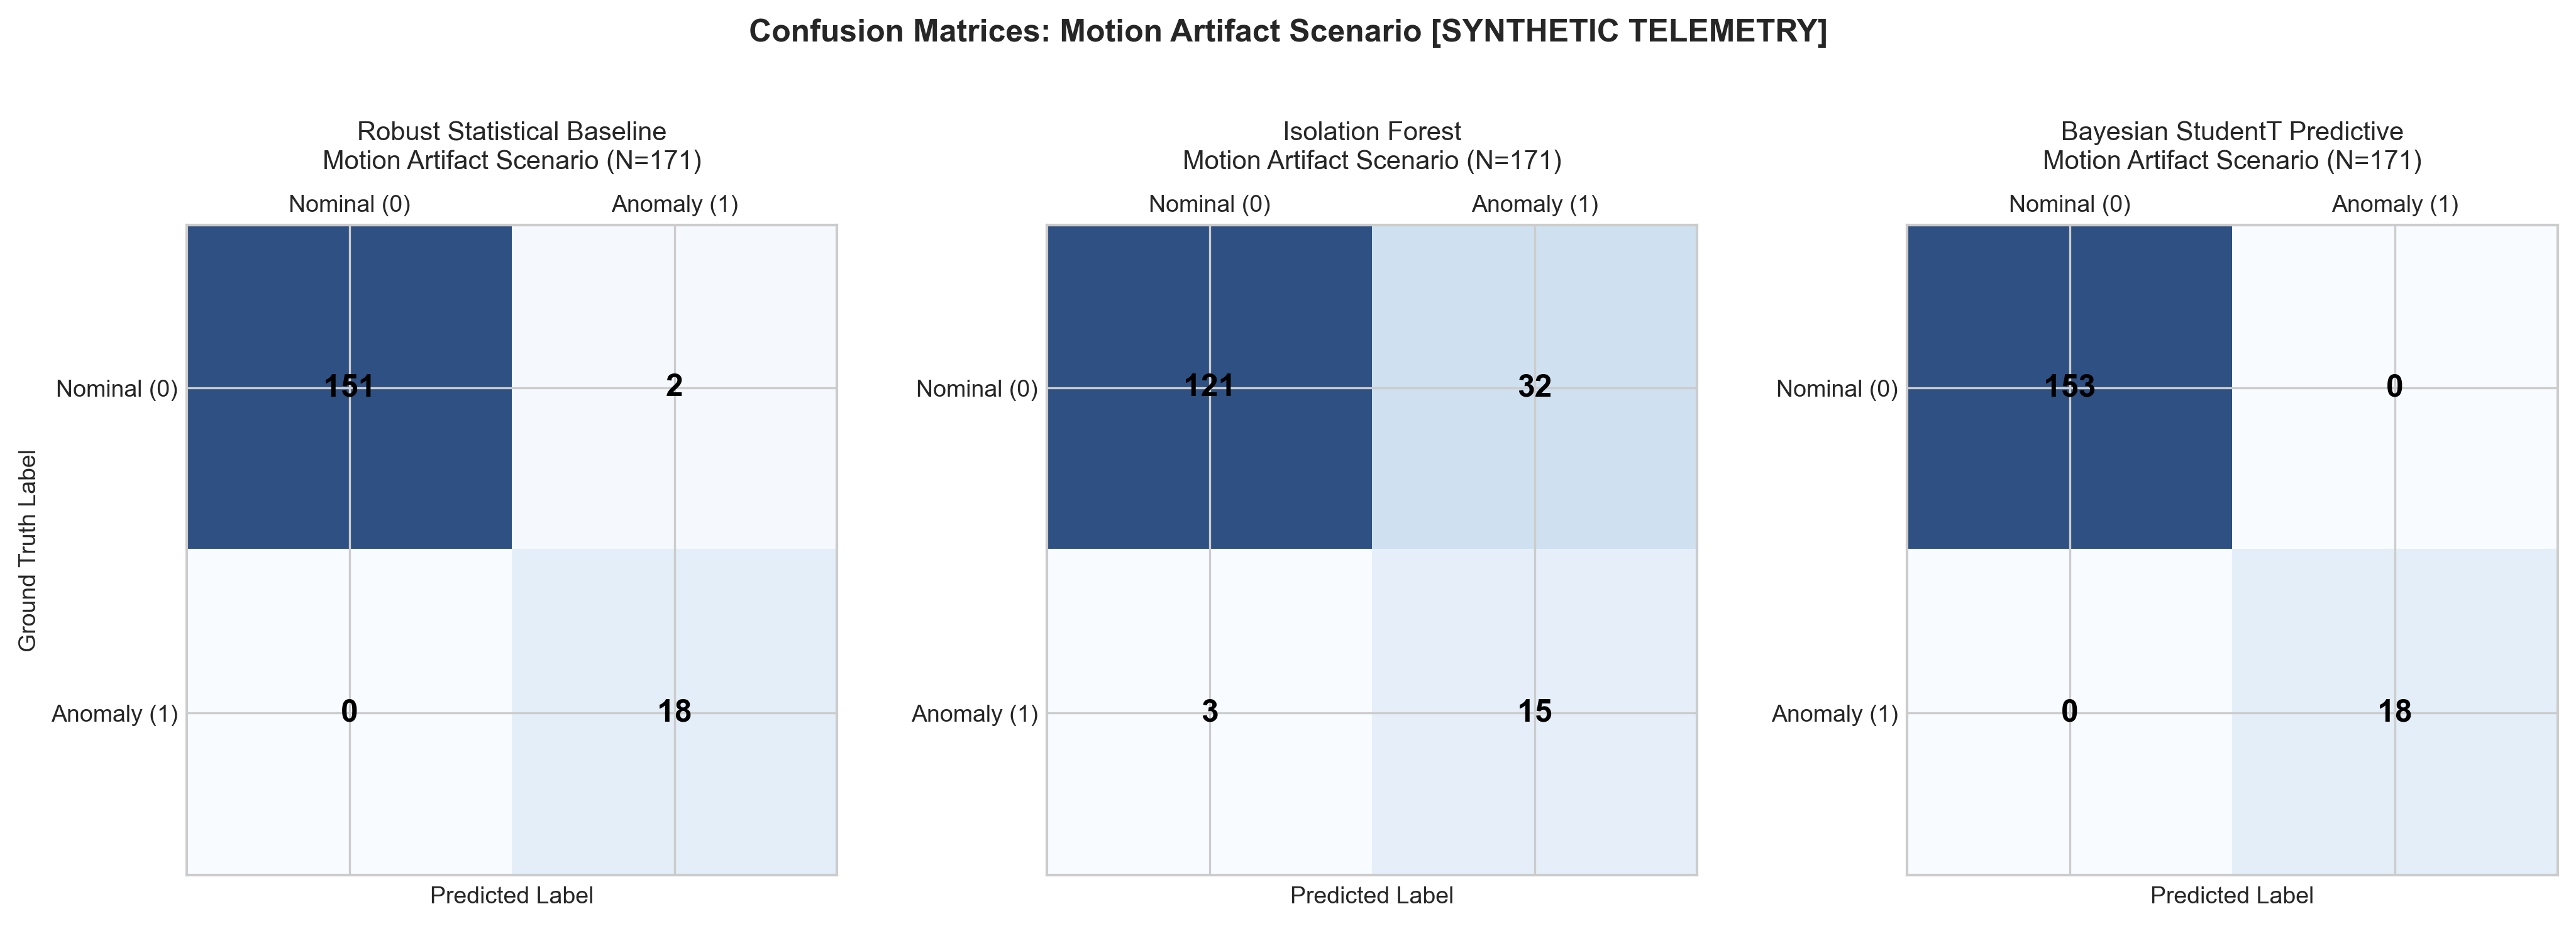 Confusion Matrices: Motion Artifact Scenario [SYNTHETIC TELEMETRY]
Robust Statistical Baseline
Motion Artifact Scenario (N=171)
Nominal (0)
Anomaly (1)
Ground Truth Label
Nominal (0)
151
2
Anomaly (1)
0
18
Predicted Label
Isolation Forest
Motion Artifact Scenario (N=171)
Nominal (0)
Anomaly (1)
Nominal (0)
121
32
Anomaly (1)
3
15
Predicted Label
Bayesian StudentT Predictive
Motion Artifact Scenario (N=171)
Nominal (0)
Anomaly (1)
Nominal (0)
153
0
Anomaly (1)
0
18
Predicted Label